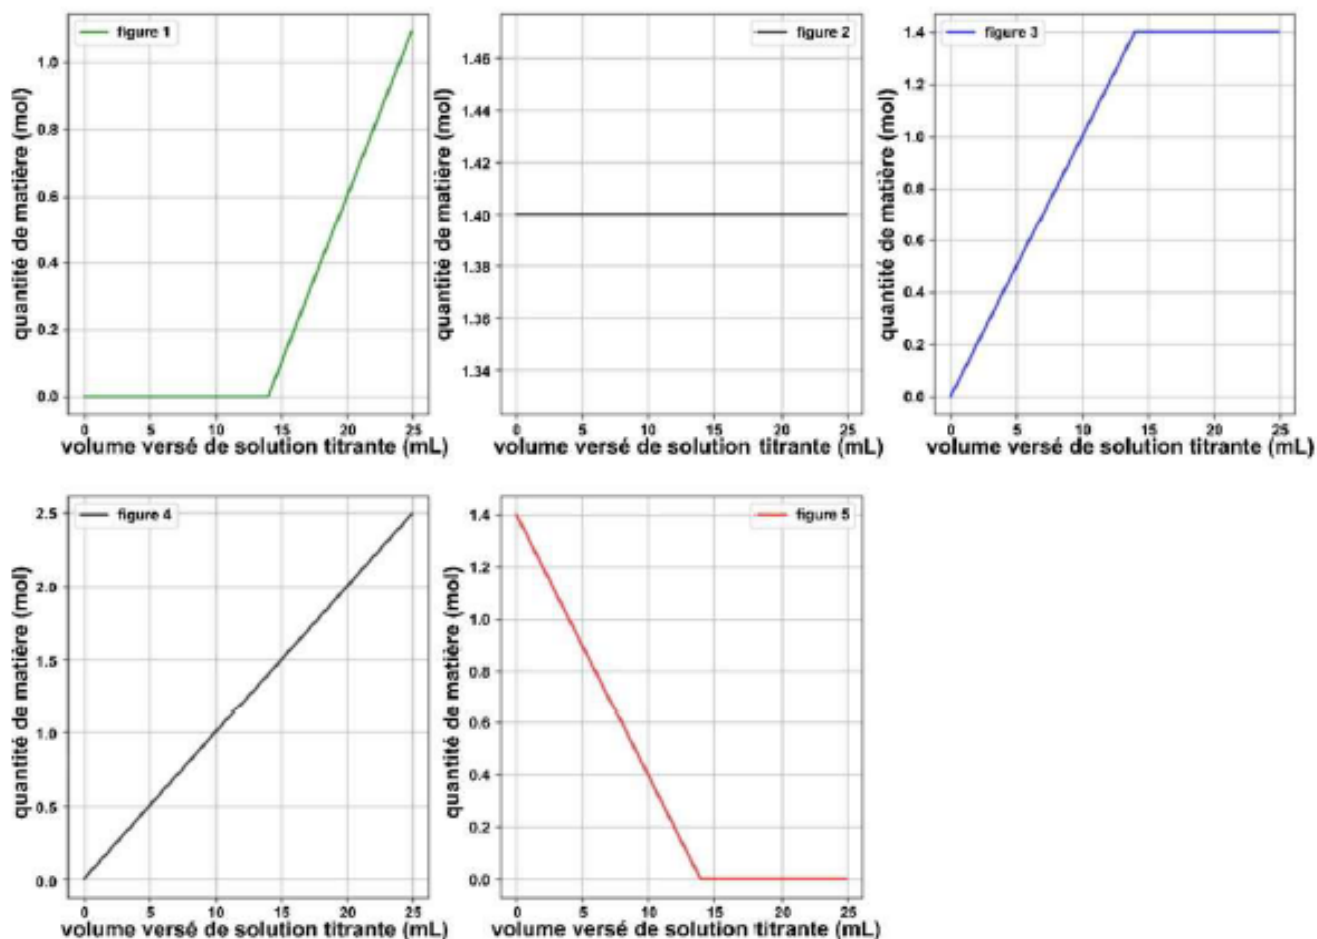 figure 1
quantité de matière (mol)
1.0
0.8
0.6
0.4
0.2
0.0
0 5 10 15 20 25
volume versé de solution titrante (mL)
figure 2
quantité de matière (mol)
1.46
1.44
1.42
1.40
1.38
1.36
1.34
0 5 10 15 20 25
volume versé de solution titrante (mL)
figure 3
quantité de matière (mol)
1.4
1.2
1.0
0.8
0.6
0.4
0.2
0.0
0 5 10 15 20 25
volume versé de solution titrante (mL)
figure 4
quantité de matière (mol)
2.5
2.0
1.5
1.0
0.5
0.0
0 5 10 15 20 25
volume versé de solution titrante (mL)
figure 5
quantité de matière (mol)
1.4
1.2
1.0
0.8
0.6
0.4
0.2
0.0
0 5 10 15 20 25
volume versé de solution titrante (mL)